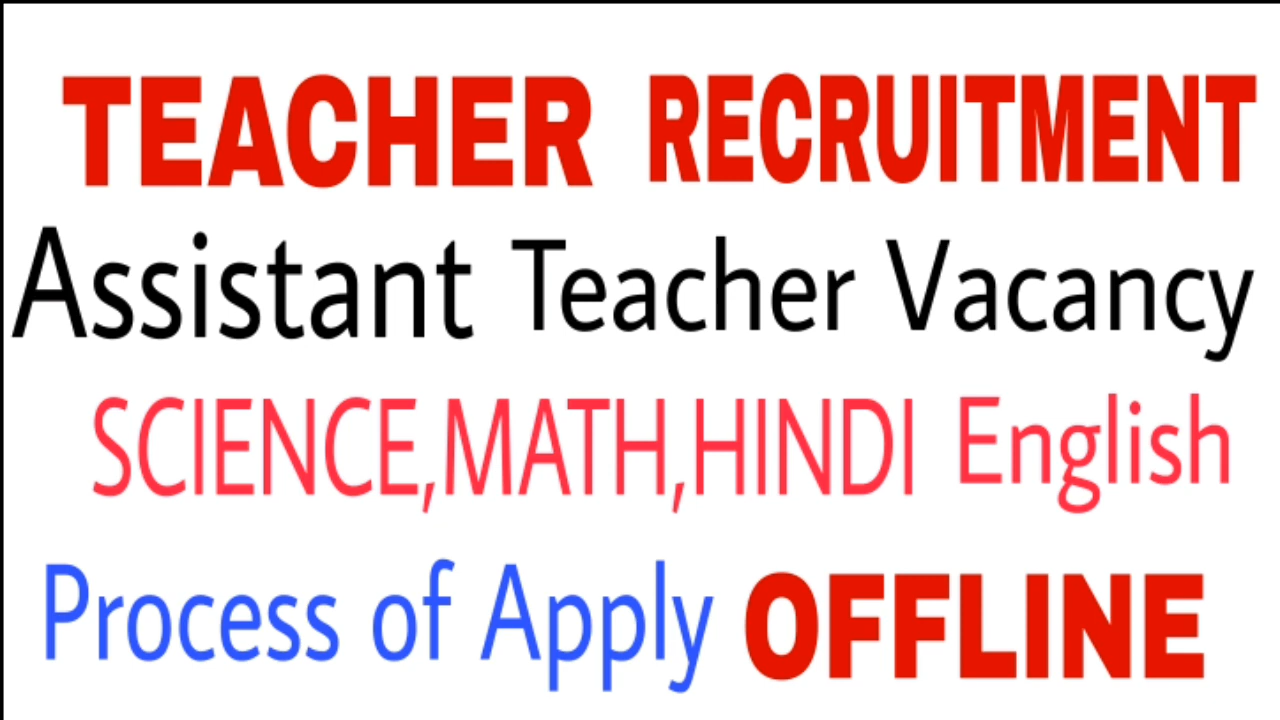 TEACHER RECRUITMENT
Assistant Teacher Vacancy
SCIENCE,MATH,HINDI English
Process of Apply OFFLINE